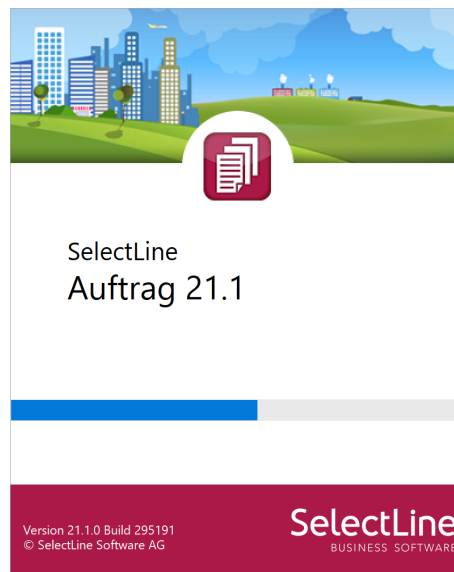 SelectLine
Auftrag 21.1
Version 21.1.0 Build 295191
© SelectLine Software AG
SelectLine
BUSINESS SOFTWARE